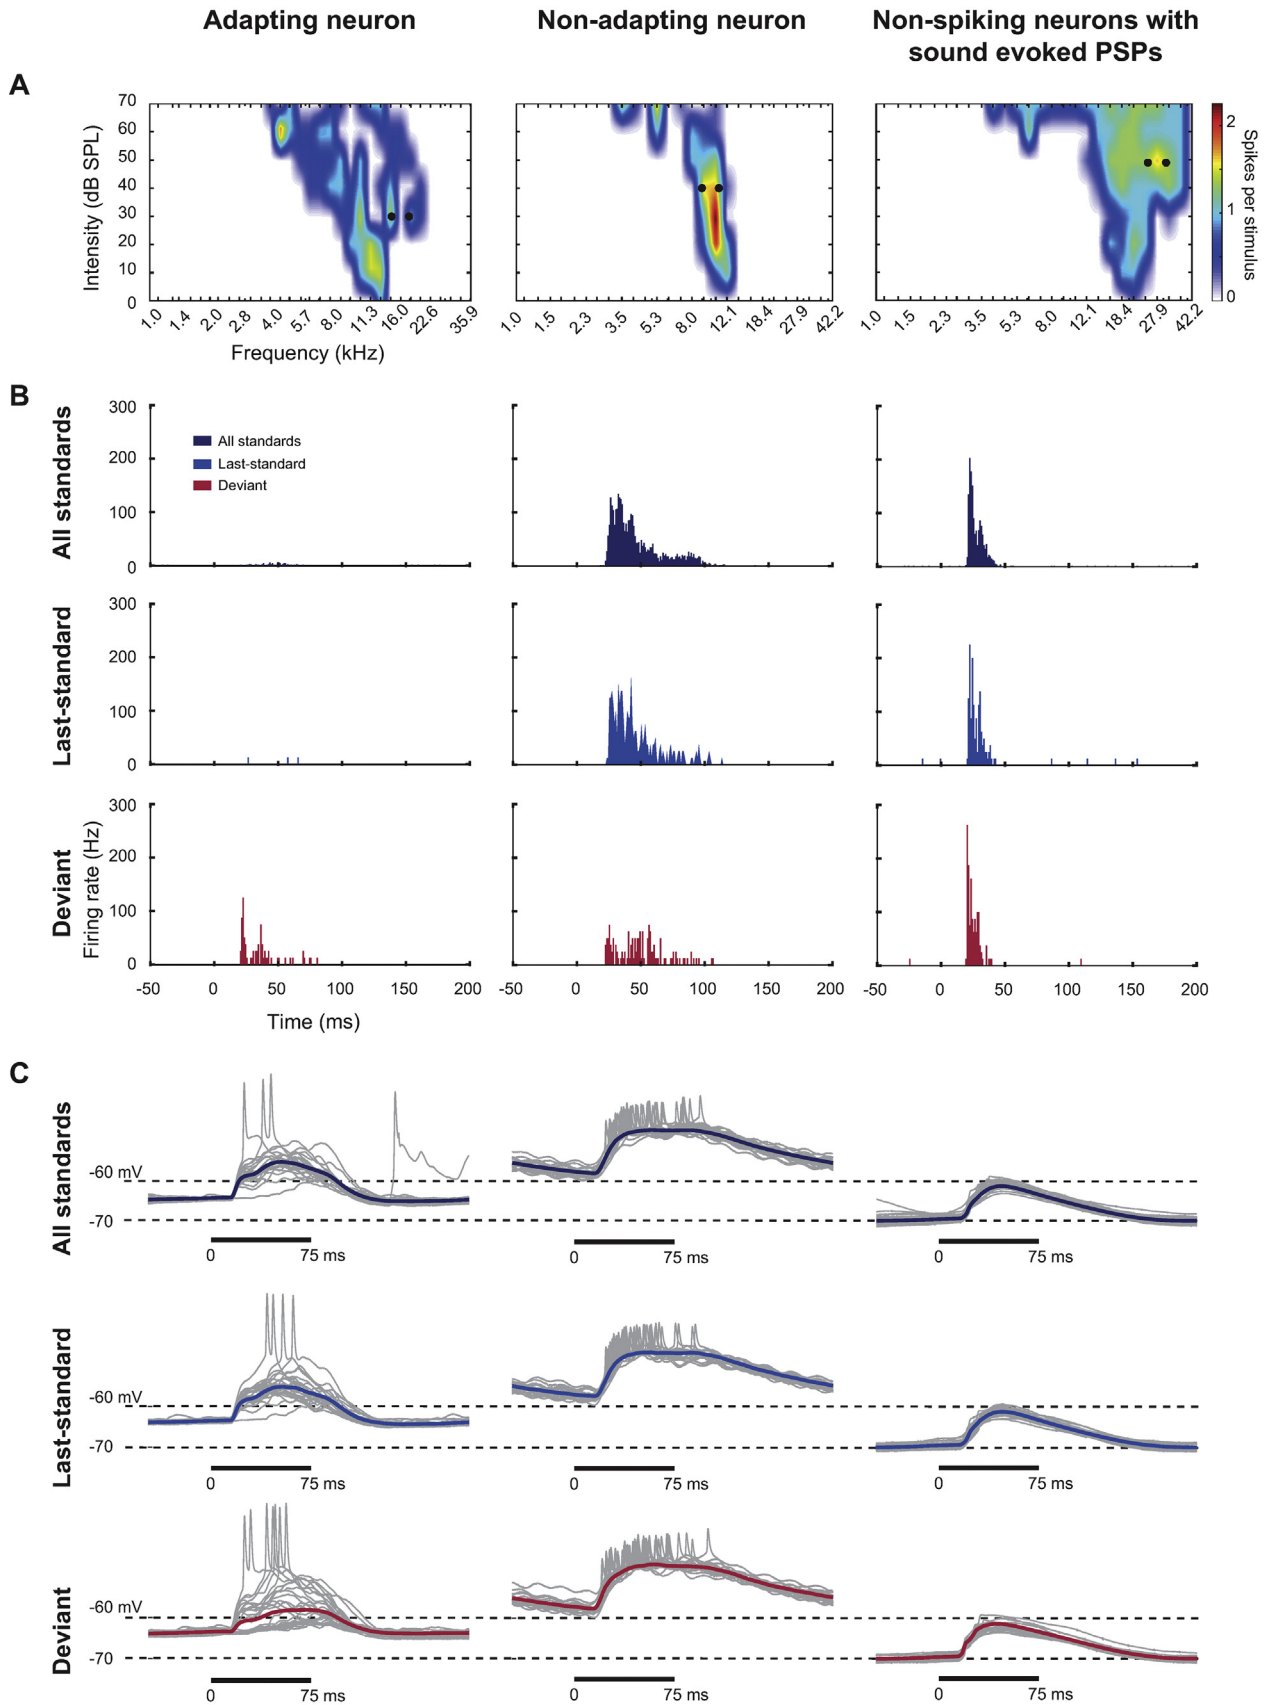 Adapting neuron
Non-adapting neuron
Non-spiking neurons with
sound evoked PSPs
A
Intensity (dB SPL)
70
60
50
40
30
20
10
0
1.0 1.4 2.0 2.8 4.0 5.7 8.0 11.3 16.0 22.6 35.9
Frequency (kHz)
1.0 1.5 2.3 3.5 5.3 8.0 12.1 18.4 27.9 42.2
1.0 1.5 2.3 3.5 5.3 8.0 12.1 18.4 27.9 42.2
2
1
0
Spikes per stimulus
B
All standards
300
200
100
0
All standards
Last-standard
Deviant
Last-standard
300
200
100
0
Deviant
Firing rate (Hz)
300
200
100
0
-50 0 50 100 150 200
-50 0 50 100 150 200
-50 0 50 100 150 200
Time (ms)
C
All standards
-60 mV
-70
0 75 ms
0 75 ms
0 75 ms
Last-standard
-60 mV
-70
0 75 ms
0 75 ms
0 75 ms
Deviant
-60 mV
-70
0 75 ms
0 75 ms
0 75 ms